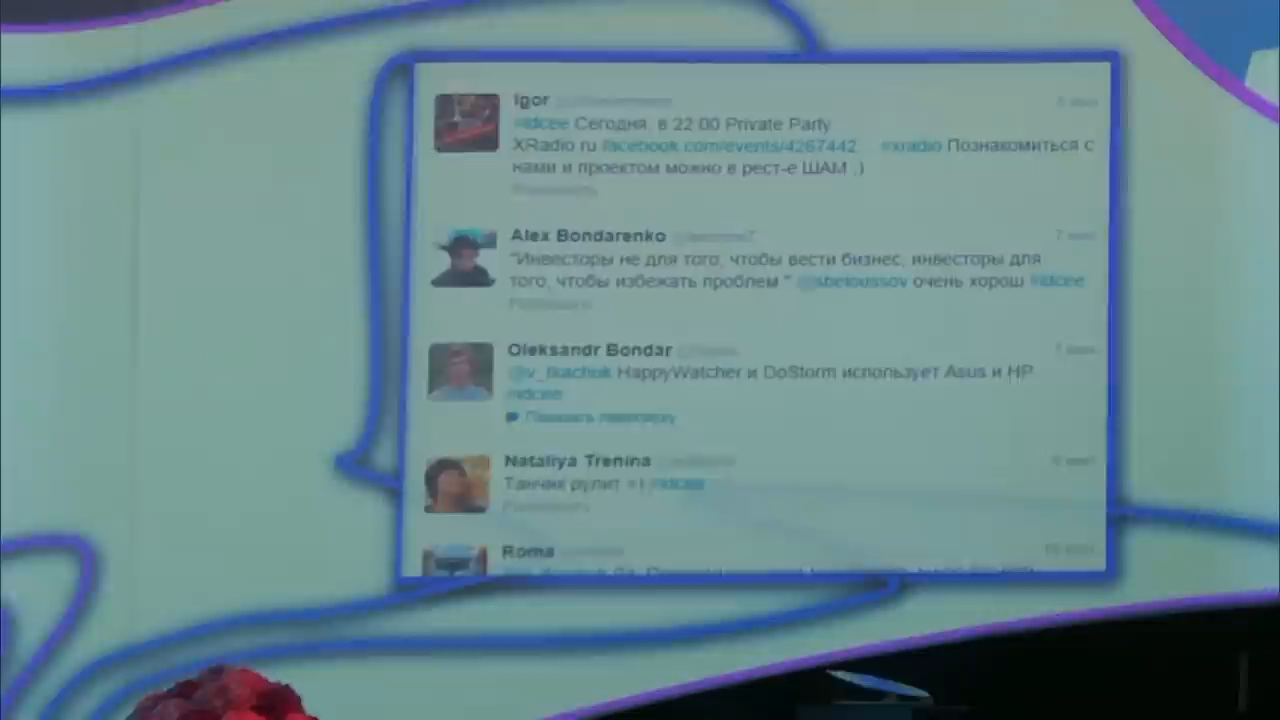 Igor
#idcee Сегодня, в 22:00 Private Party
XRadio.ru facebook.com/events/4267442... #xradio Познакомиться с
нами и проектом можно в рест-е ШАМ ;)
Alex Bondarenko
"Инвесторы не для того, чтобы вести бизнес, инвесторы для
того, чтобы избежать проблем." @sbeloussov очень хорош #idcee
Oleksandr Bondar
@v_tkachuk HappyWatcher и DoStorm использует Asus и HP
#idcee
Показать переписку
Nataliya Trenina
Танчик рулит =) #idcee
Roma